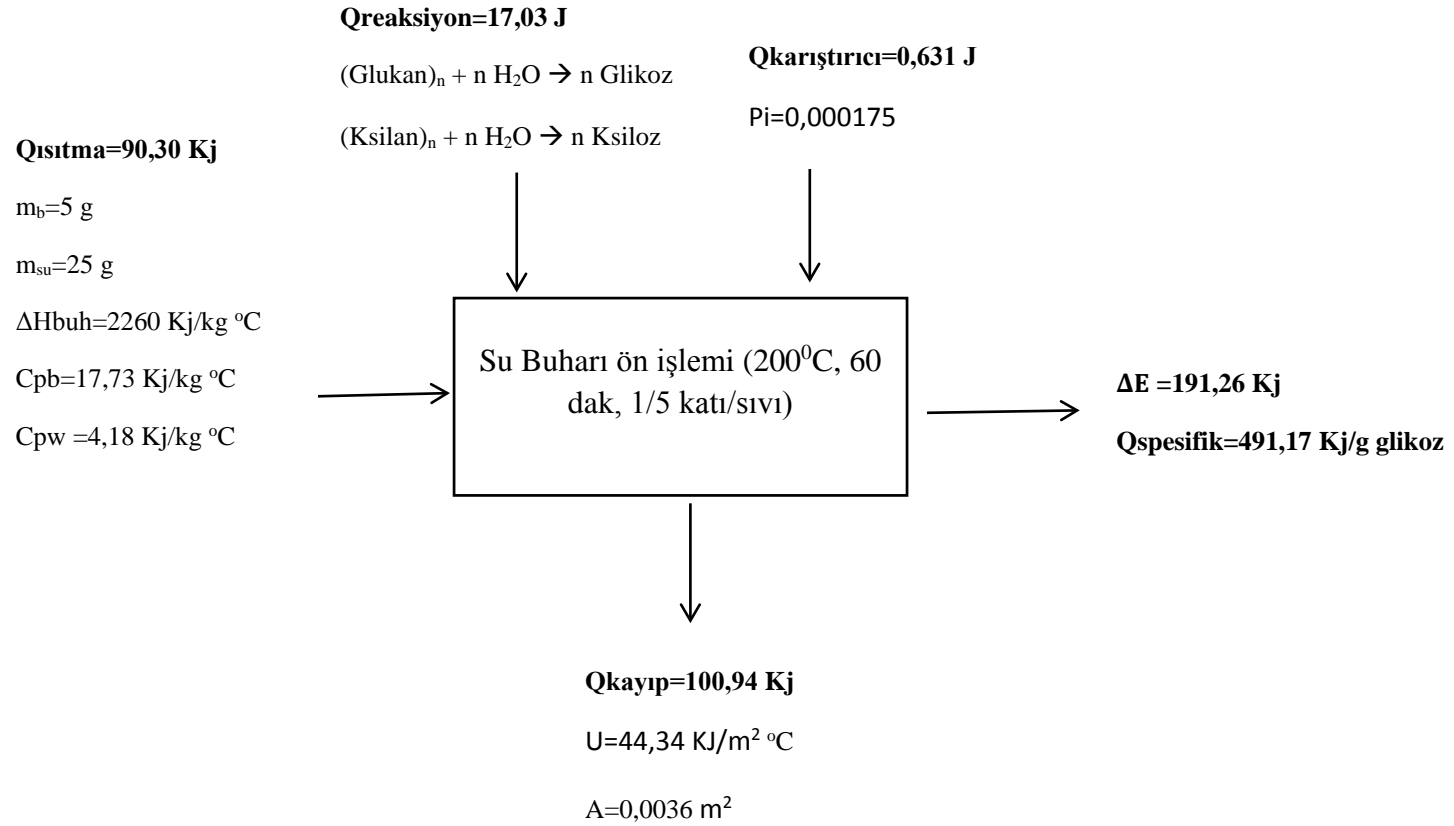 Qreaksiyon=17,03 J
(Glukan)n + n H2O → n Glikoz
(Ksilan)n + n H2O → n Ksiloz
Qkarıştırıcı=0,631 J
Pi=0,000175
Qısıtma=90,30 Kj
mb=5 g
msu=25 g
ΔHbuh=2260 Kj/kg oC
Cpb=17,73 Kj/kg oC
Cpw =4,18 Kj/kg oC
Su Buharı ön işlemi (200⁰C, 60
dak, 1/5 katı/sıvı)
ΔE =191,26 Kj
Qspesifik=491,17 Kj/g glikoz
Qkayıp=100,94 Kj
U=44,34 KJ/m2 oC
A=0,0036 m2